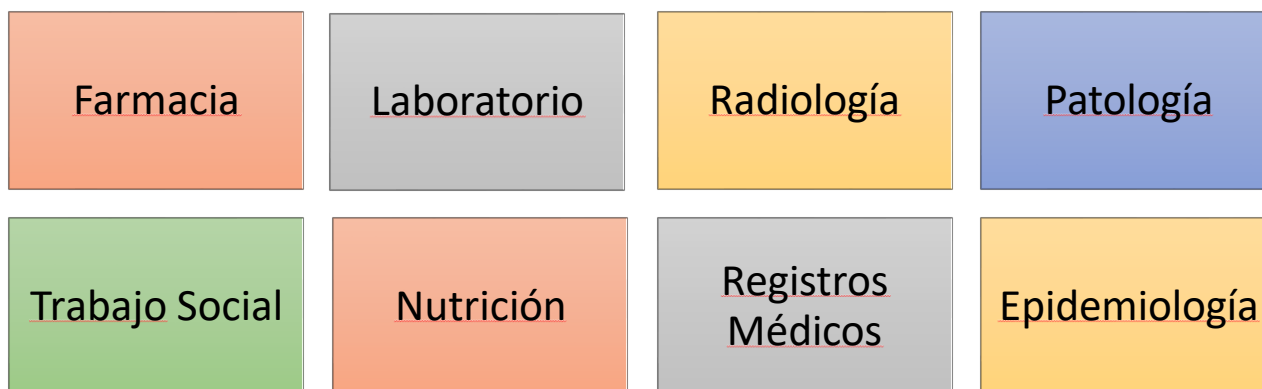 Farmacia
Laboratorio
Radiología
Patología
Trabajo Social
Nutrición
Registros
Médicos
Epidemiología